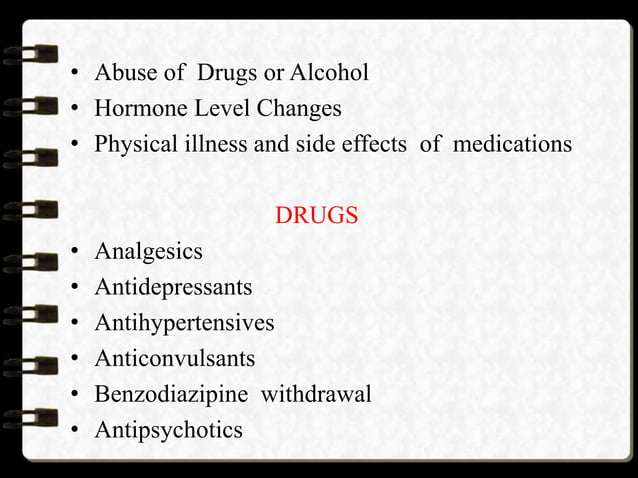 • Abuse of Drugs or Alcohol
• Hormone Level Changes
• Physical illness and side effects of medications
DRUGS
• Analgesics
• Antidepressants
• Antihypertensives
• Anticonvulsants
• Benzodiazipine withdrawal
• Antipsychotics